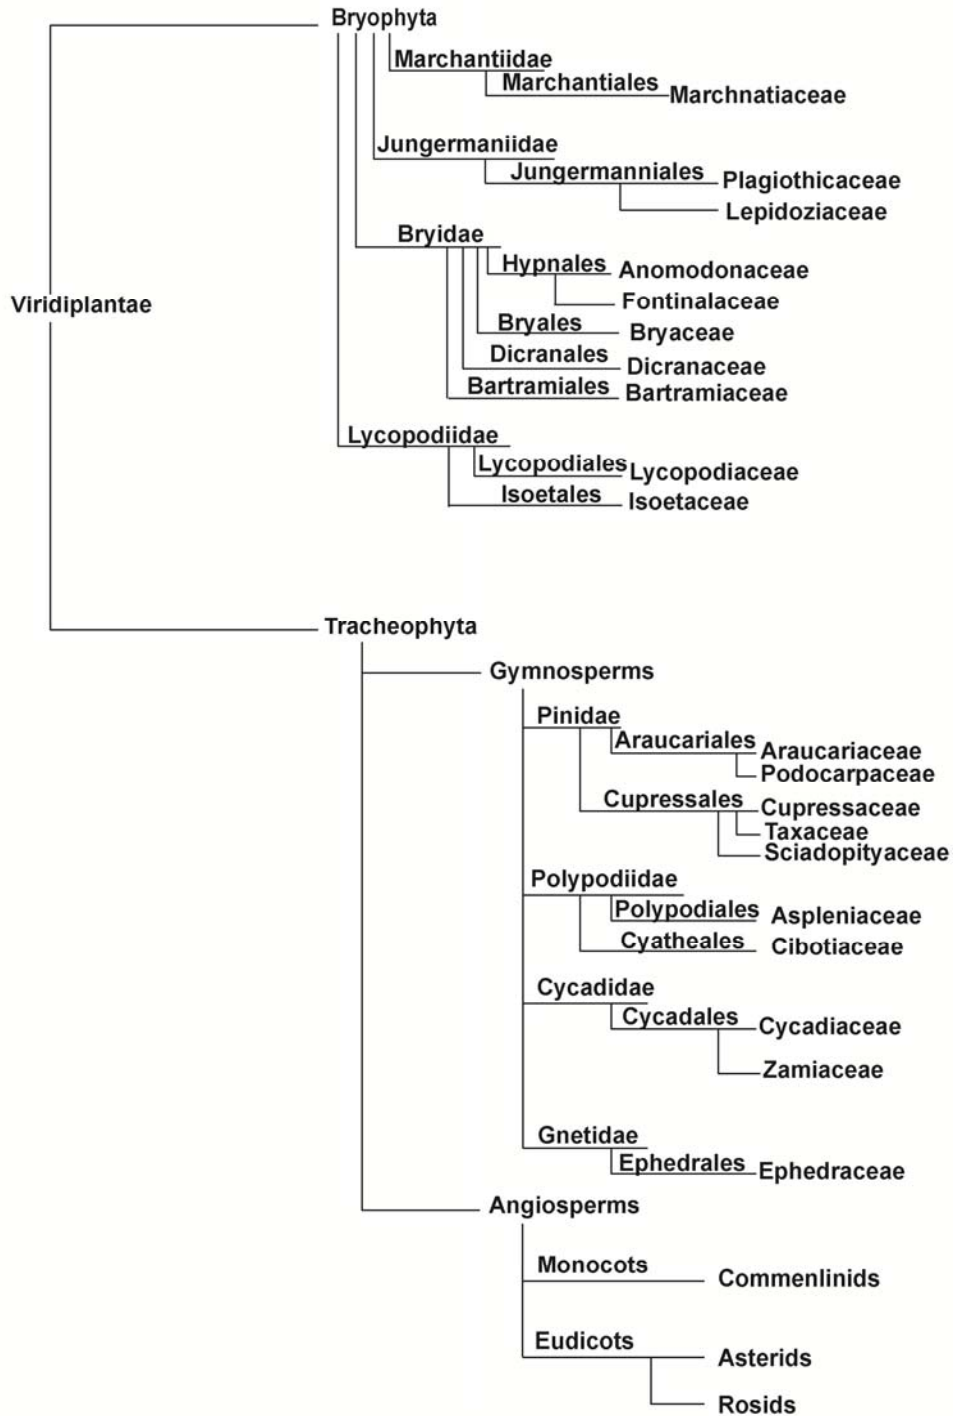 Bryophyta
Marchantiidae
Marchantiales
Marchnatiaceae
Jungermaniidae
Jungermanniales
Plagiothicaceae
Lepidoziaceae
Bryidae
Hypnales
Anomodonaceae
Fontinalaceae
Viridiplantae
Bryales
Bryaceae
Dicranales
Dicranaceae
Bartramiales
Bartramiaceae
Lycopodiidae
Lycopodiales
Lycopodiaceae
Isoetales
Isoetaceae
Tracheophyta
Gymnosperms
Pinidae
Araucariales
Araucariaceae
Podocarpaceae
Cupressales
Cupressaceae
Taxaceae
Sciadopityaceae
Polypodiidae
Polypodiales
Aspleniaceae
Cyatheales
Cibotiaceae
Cycadidae
Cycadales
Cycadiaceae
Zamiaceae
Gnetidae
Ephedrales
Ephedraceae
Angiosperms
Monocots
Commenlinids
Eudicots
Asterids
Rosids